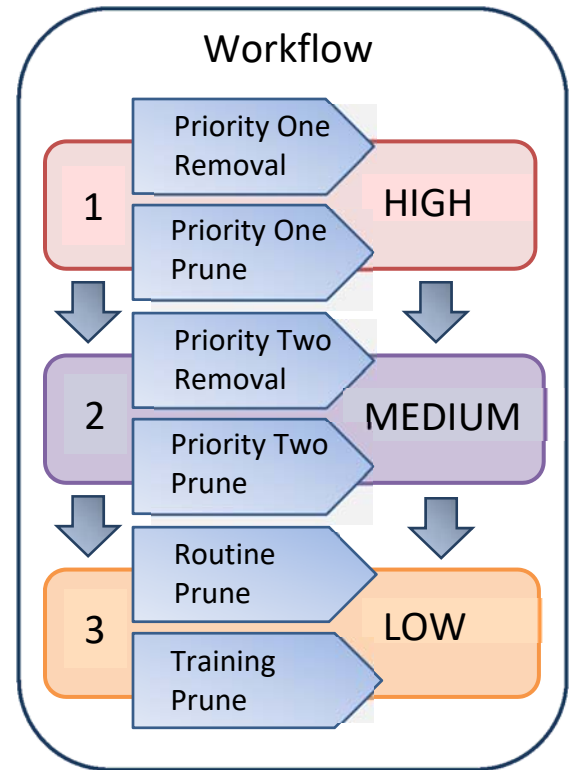 Workflow
Priority One
Removal
1
HIGH
Priority One
Prune
Priority Two
Removal
2
MEDIUM
Priority Two
Prune
Routine
Prune
3
LOW
Training
Prune